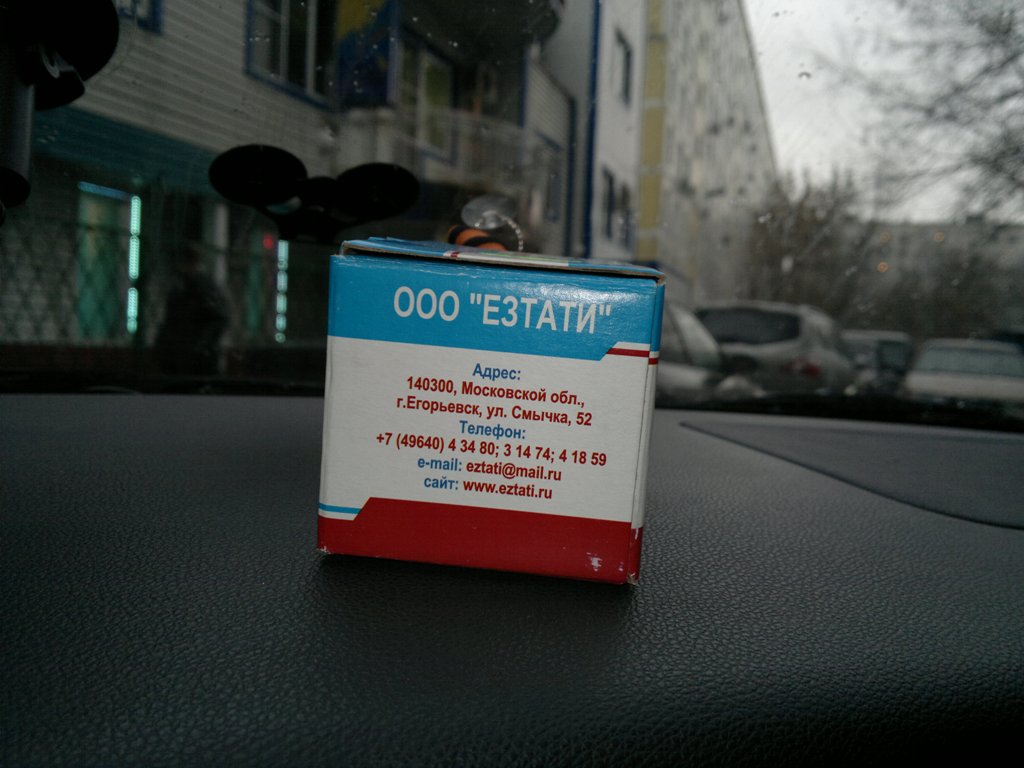 ООО "ЕЗТАТИ"
Адрес:
140300, Московской обл.,
г.Егорьевск, ул. Смычка, 52
Телефон:
+7 (49640) 4 34 80; 3 14 74; 4 18 59
e-mail: eztati@mail.ru
сайт: www.eztati.ru